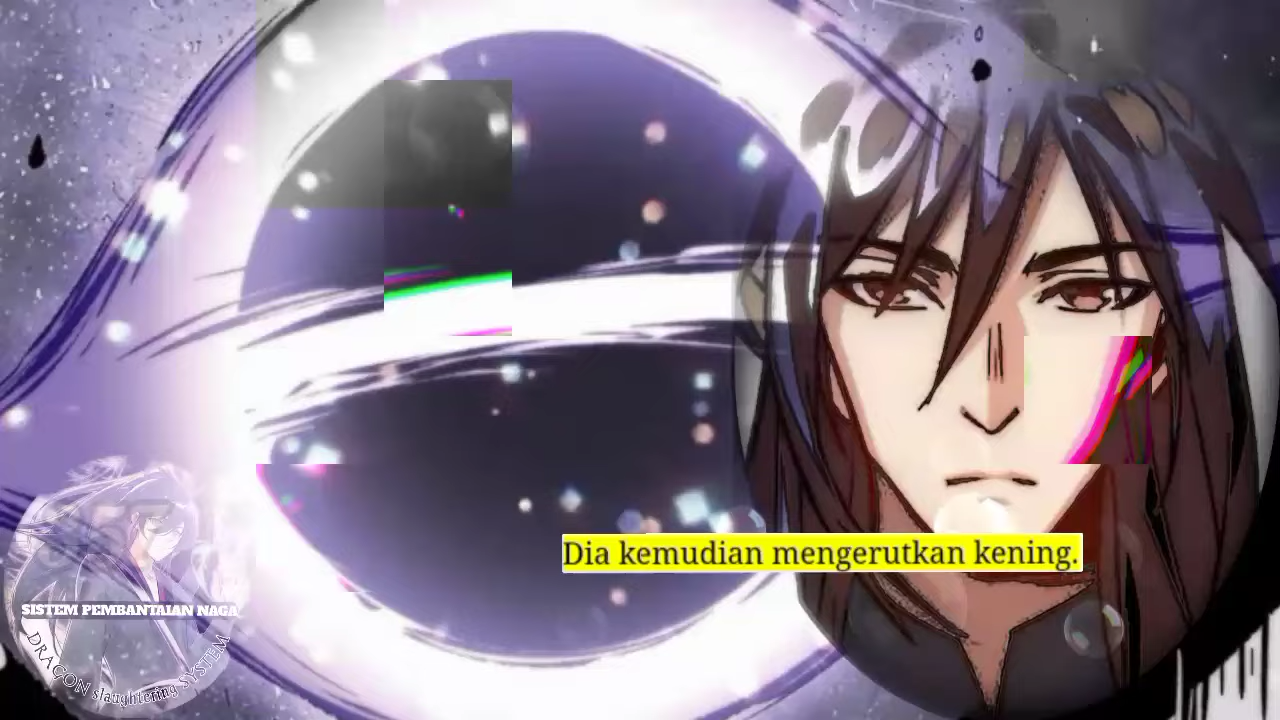 Dia kemudian mengerutkan kening.
SISTEM PEMBANTAIAN NAGA
DRAGON slaughtering SYSTEM